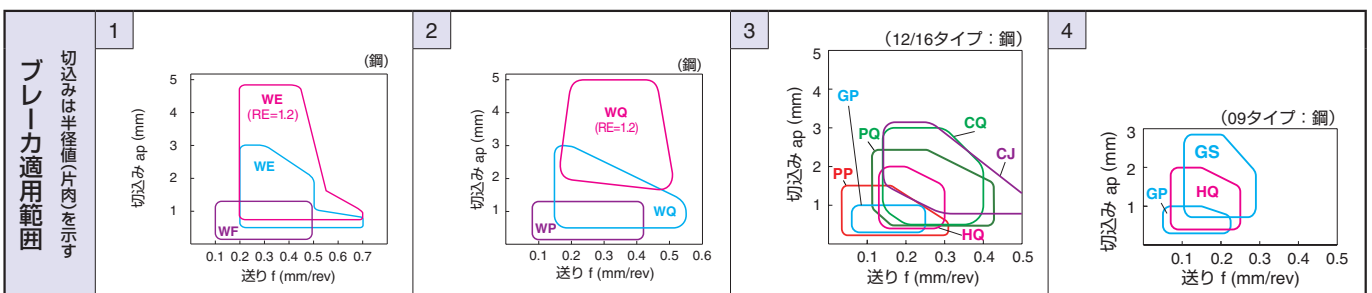 ブレーカ適用範囲
切込みは半径値(片肉)を示す
1
(鋼)
切込み ap (mm)
5
4
3
2
1
WE
(RE=1.2)
WE
WF
0.1 0.2 0.3 0.4 0.5 0.6 0.7
送り f (mm/rev)
2
(鋼)
切込み ap (mm)
5
4
3
2
1
WQ
(RE=1.2)
WQ
WP
0.1 0.2 0.3 0.4 0.5 0.6
送り f (mm/rev)
3
(12/16タイプ:鋼)
切込み ap (mm)
5
4
3
2
1
GP
PQ
CQ
CJ
PP
HQ
0.1 0.2 0.3 0.4 0.5
送り f (mm/rev)
4
(09タイプ:鋼)
切込み ap (mm)
3
2
1
GS
HQ
GP
0.1 0.2 0.3 0.4 0.5
送り f (mm/rev)